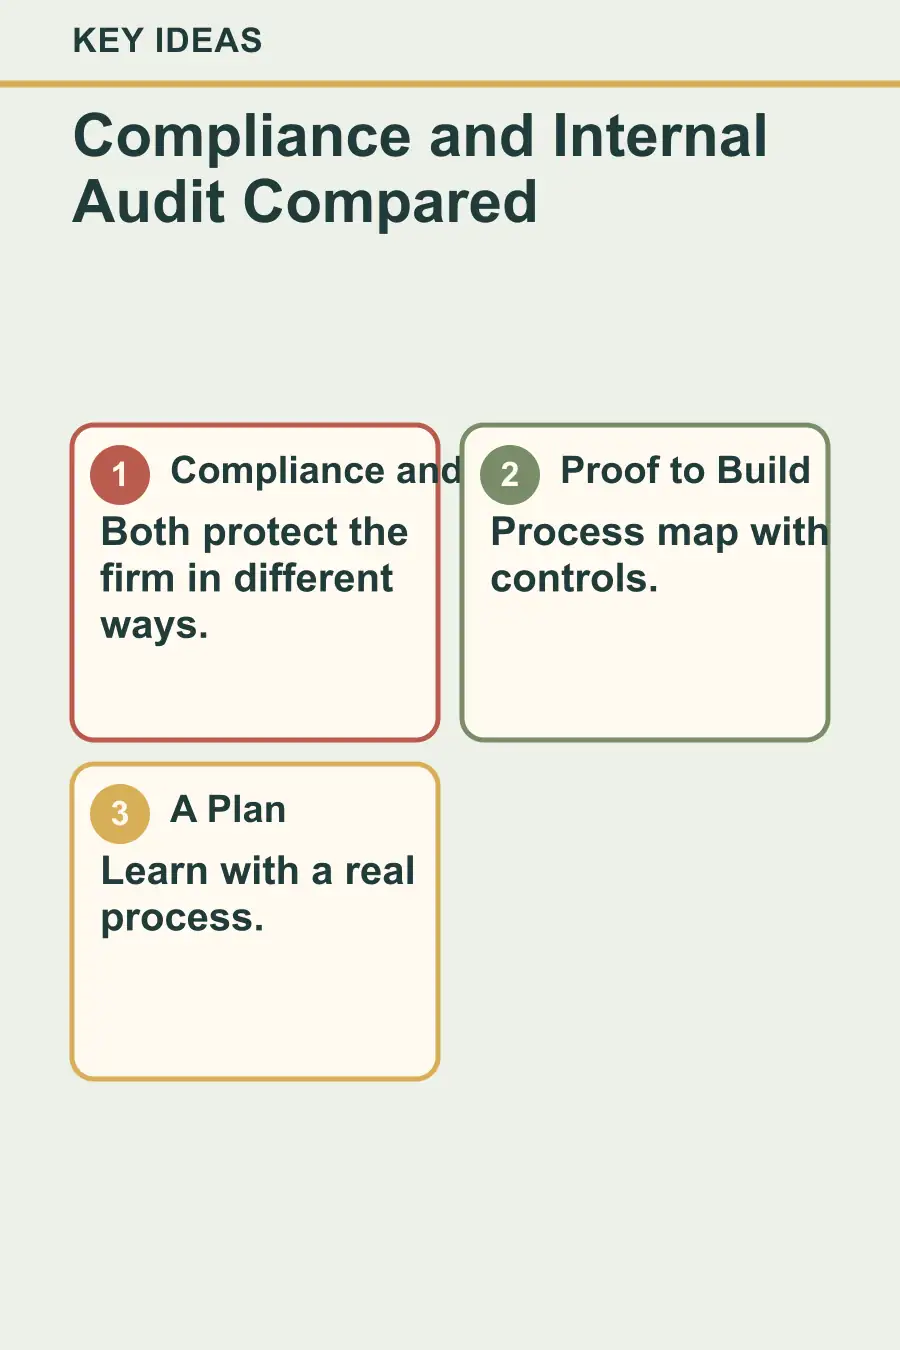 KEY IDEAS
Compliance and Internal
Audit Compared
1
Compliance and
Both protect the
firm in different
ways.
2
Proof to Build
Process map with
controls.
3
A Plan
Learn with a real
process.